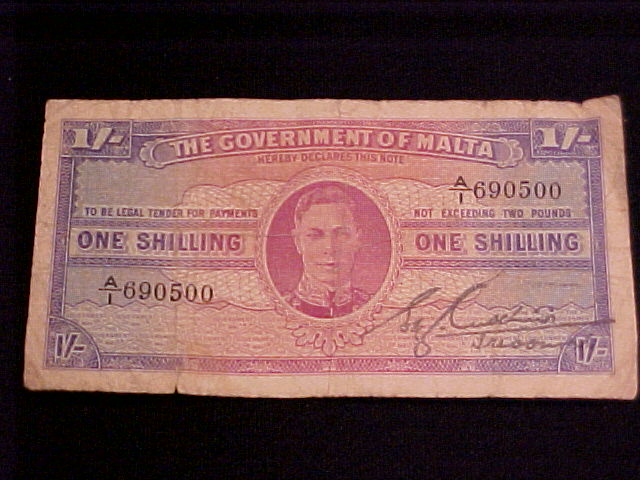 1/- 1/-
THE GOVERNMENT OF MALTA
HEREBY DECLARES THIS NOTE
A/1 690500
TO BE LEGAL TENDER FOR PAYMENTS NOT EXCEEDING TWO POUNDS
ONE SHILLING ONE SHILLING
A/1 690500
1/- 1/-